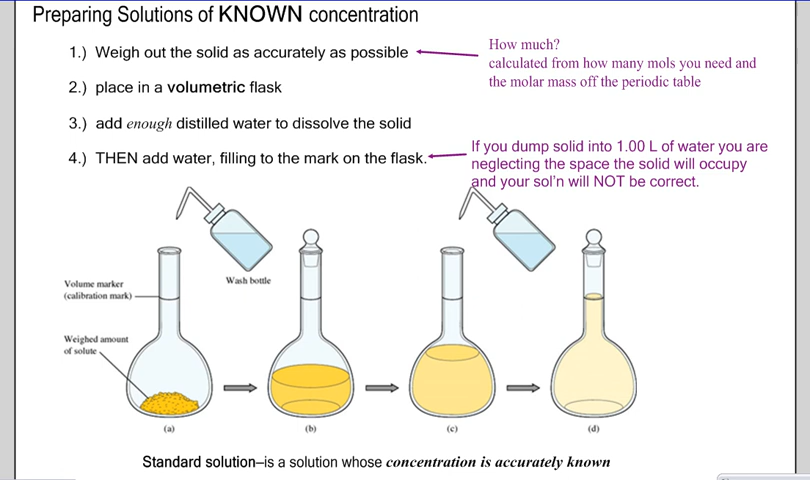 Preparing Solutions of KNOWN concentration
1.) Weigh out the solid as accurately as possible
How much?
calculated from how many mols you need and
the molar mass off the periodic table
2.) place in a volumetric flask
3.) add enough distilled water to dissolve the solid
4.) THEN add water, filling to the mark on the flask.
If you dump solid into 1.00 L of water you are
neglecting the space the solid will occupy
and your sol'n will NOT be correct.
Wash bottle
Volume marker
(calibration mark)
Weighed amount
of solute
(a)
(b)
(c)
(d)
Standard solution–is a solution whose concentration is accurately known